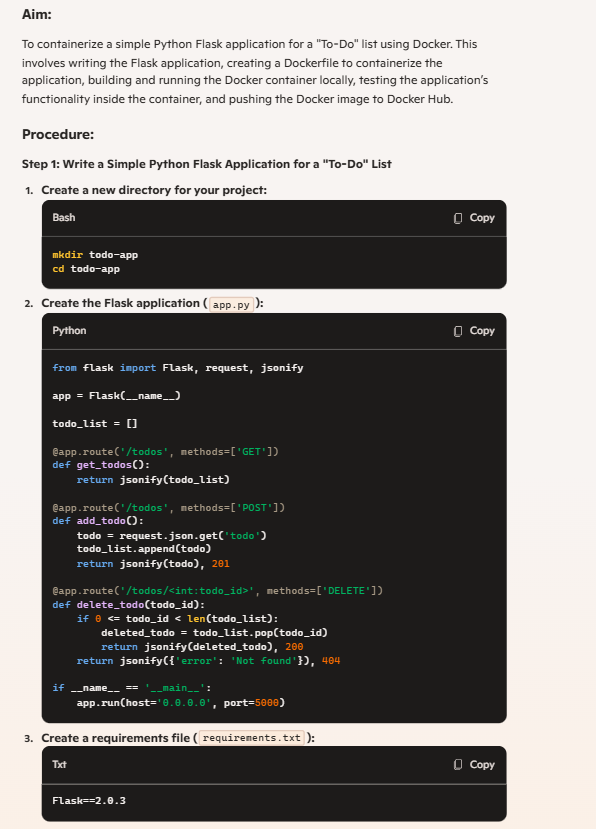 Aim:
To containerize a simple Python Flask application for a "To-Do" list using Docker. This
involves writing the Flask application, creating a Dockerfile to containerize the
application, building and running the Docker container locally, testing the application's
functionality inside the container, and pushing the Docker image to Docker Hub.
Procedure:
Step 1: Write a Simple Python Flask Application for a "To-Do" List
1. Create a new directory for your project:
Bash Copy
mkdir todo-app
cd todo-app
2. Create the Flask application ( app.py ):
Python Copy
from flask import Flask, request, jsonify
app = Flask(__name__)
todo_list = []
@app.route('/todos', methods=['GET'])
def get_todos():
    return jsonify(todo_list)
@app.route('/todos', methods=['POST'])
def add_todo():
    todo = request.json.get('todo')
    todo_list.append(todo)
    return jsonify(todo), 201
@app.route('/todos/<int:todo_id>', methods=['DELETE'])
def delete_todo(todo_id):
    if 0 <= todo_id < len(todo_list):
        deleted_todo = todo_list.pop(todo_id)
        return jsonify(deleted_todo), 200
    return jsonify({'error': 'Not found'}), 404
if __name__ == '__main__':
    app.run(host='0.0.0.0', port=5000)
3. Create a requirements file ( requirements.txt ):
Txt Copy
Flask==2.0.3